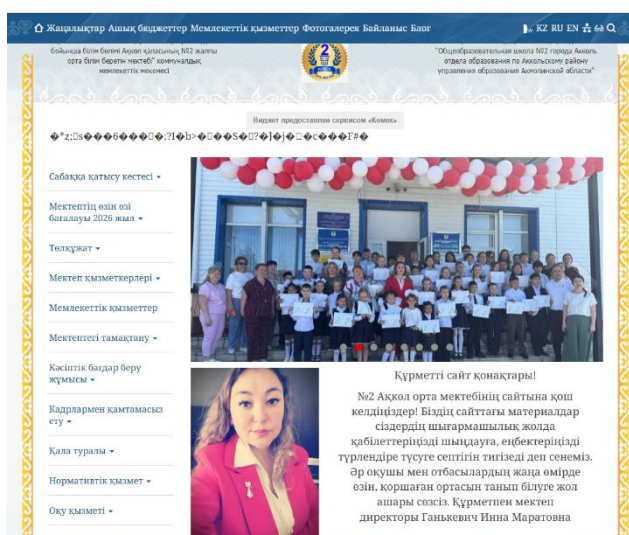 Жаңалықтар Ашық бюджеттер Мемлекеттік қызметтер Фотогалерея Байланыс Блог
KZ RU EN
бойынша білім бөлімі Ақкөл қаласының №2 жалпы
орта білім беретін мектебі" коммуналдық
мемлекеттік мекемесі
2
"Общеобразовательная школа №2 города Акколь
отдела образования по Аккольскому району
управления образования Акмолинской области"
Виджет предоставлен сервисом «Көмек»
Сабаққа қатысу кестесі
Мектептің өзін өзі
бағалауы 2026 жыл
Төлқұжат
Мектеп қызметкерлері
Мемлекеттік қызметтер
Мектептегі тамақтану
Кәсіптік бағдар беру
жұмысы
Кадрлармен қамтамасыз
ету
Қала туралы
Нормативтік қызмет
Оқу қызметі
Құрметті сайт қонақтары!
№2 Ақкөл орта мектебінің сайтына қош
келдіңіздер! Біздің сайттағы материалдар
сіздердің шығармашылық жолда
қабілеттеріңізді шыңдауға, еңбектеріңізді
түрлендіре түсуге септігін тигізеді деп сенеміз.
Әр оқушы мен отбасылардың жаңа өмірде
өзін, қоршаған ортасын танып білуге жол
ашары сөзсіз. Құрметпен мектеп
директоры Ганькевич Инна Маратовна